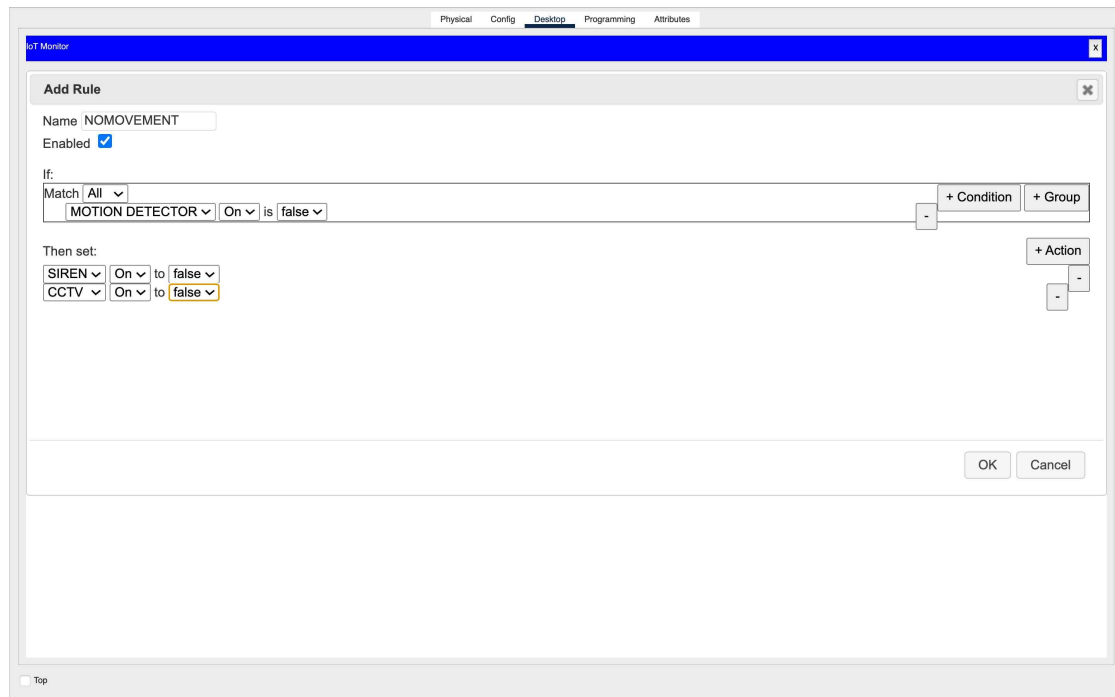 Physical Config Desktop Programming Attributes
IoT Monitor X
Add Rule
Name NOMOVEMENT
Enabled
If:
Match All + Condition + Group
MOTION DETECTOR On is false -
Then set: + Action
SIREN On to false -
CCTV On to false -
OK Cancel
Top